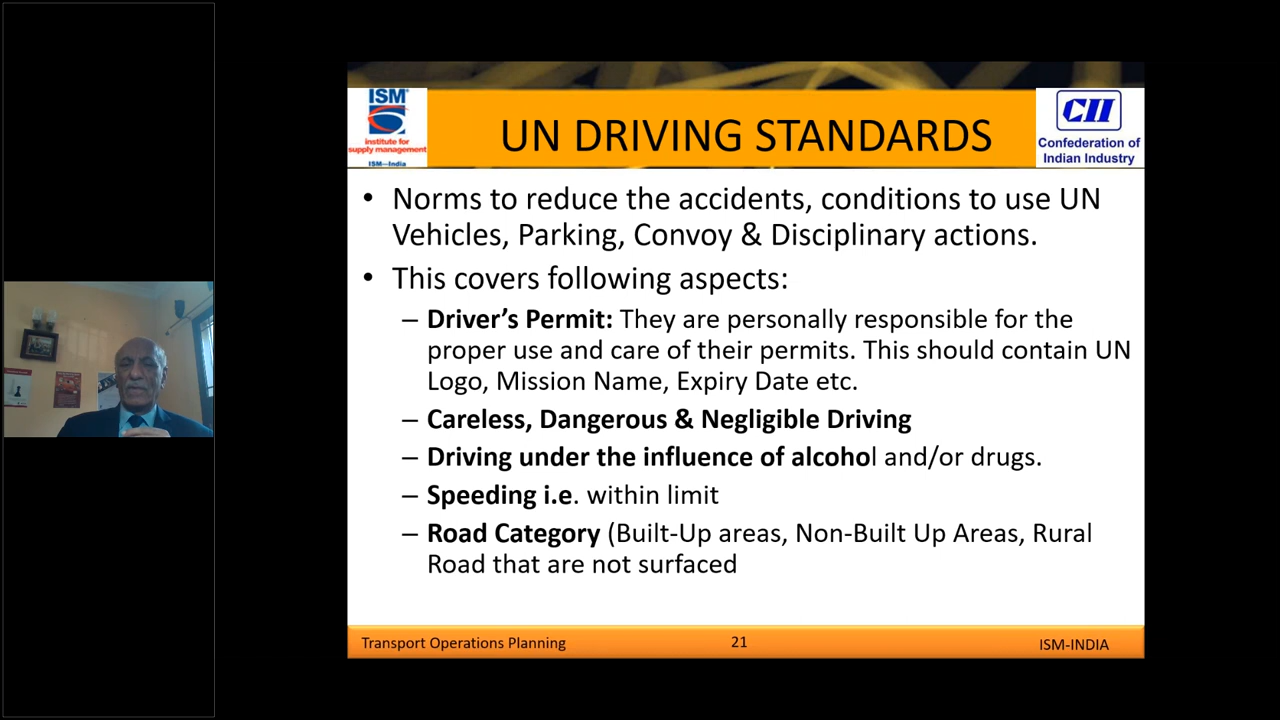 ISM®
institute for
supply management
ISM—India
UN DRIVING STANDARDS
CII
Confederation of
Indian Industry
• Norms to reduce the accidents, conditions to use UN
Vehicles, Parking, Convoy & Disciplinary actions.
• This covers following aspects:
– Driver’s Permit: They are personally responsible for the
proper use and care of their permits. This should contain UN
Logo, Mission Name, Expiry Date etc.
– Careless, Dangerous & Negligible Driving
– Driving under the influence of alcohol and/or drugs.
– Speeding i.e. within limit
– Road Category (Built-Up areas, Non-Built Up Areas, Rural
Road that are not surfaced
Transport Operations Planning
21
ISM-INDIA